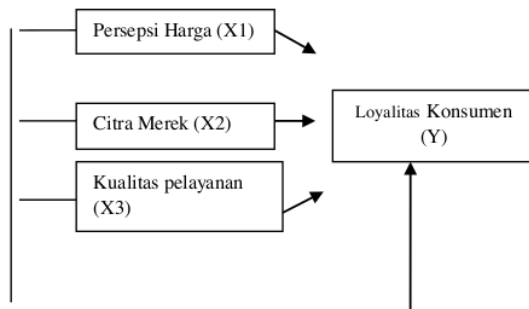 Persepsi Harga (X1)
Citra Merek (X2)
Kualitas pelayanan
(X3)
Loyalitas Konsumen
(Y)